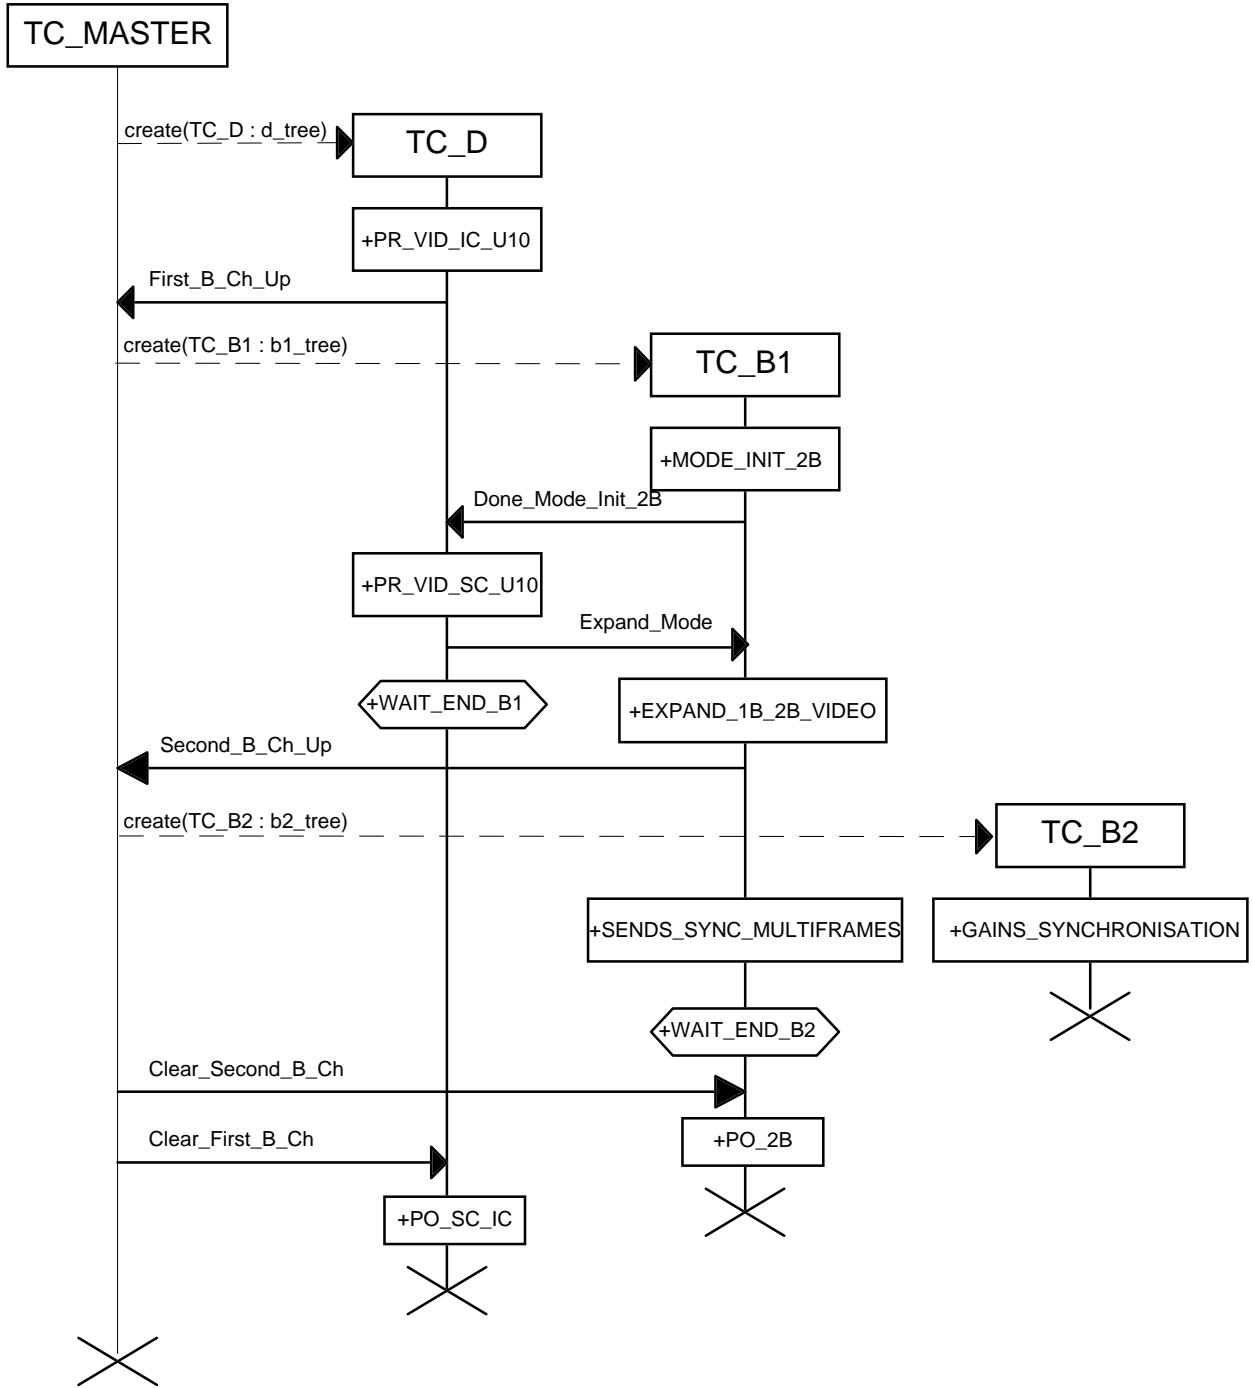 TC_MASTER
create(TC_D : d_tree)
TC_D
+PR_VID_IC_U10
First_B_Ch_Up
create(TC_B1 : b1_tree)
TC_B1
+MODE_INIT_2B
Done_Mode_Init_2B
+PR_VID_SC_U10
Expand_Mode
+WAIT_END_B1
+EXPAND_1B_2B_VIDEO
Second_B_Ch_Up
create(TC_B2 : b2_tree)
TC_B2
+SENDS_SYNC_MULTIFRAMES
+GAINS_SYNCHRONISATION
+WAIT_END_B2
Clear_Second_B_Ch
Clear_First_B_Ch
+PO_2B
+PO_SC_IC